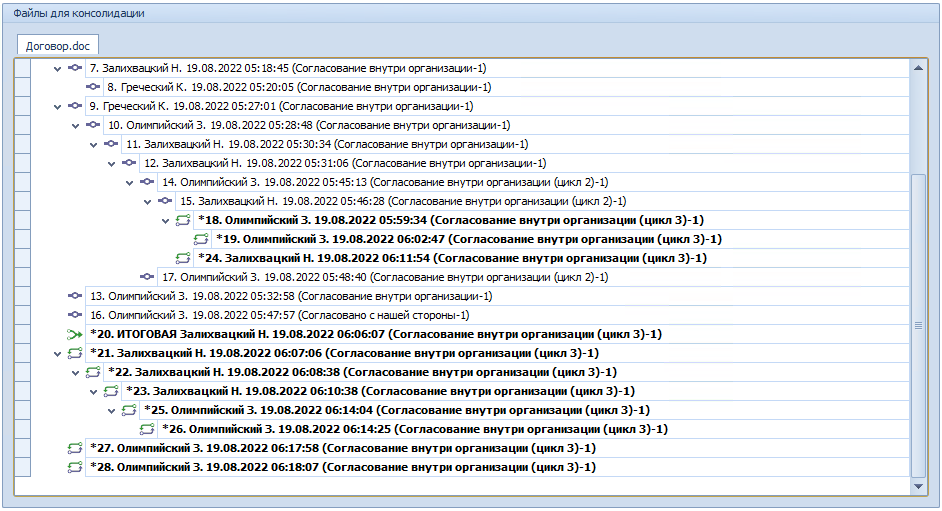 Файлы для консолидации
Договор.doc
7. Залихвацкий Н. 19.08.2022 05:18:45 (Согласование внутри организации-1)
8. Греческий К. 19.08.2022 05:20:05 (Согласование внутри организации-1)
9. Греческий К. 19.08.2022 05:27:01 (Согласование внутри организации-1)
10. Олимпийский З. 19.08.2022 05:28:48 (Согласование внутри организации-1)
11. Залихвацкий Н. 19.08.2022 05:30:34 (Согласование внутри организации-1)
12. Залихвацкий Н. 19.08.2022 05:31:06 (Согласование внутри организации-1)
14. Олимпийский З. 19.08.2022 05:45:13 (Согласование внутри организации (цикл 2)-1)
15. Залихвацкий Н. 19.08.2022 05:46:28 (Согласование внутри организации (цикл 2)-1)
*18. Олимпийский З. 19.08.2022 05:59:34 (Согласование внутри организации (цикл 3)-1)
*19. Олимпийский З. 19.08.2022 06:02:47 (Согласование внутри организации (цикл 3)-1)
*24. Залихвацкий Н. 19.08.2022 06:11:54 (Согласование внутри организации (цикл 3)-1)
17. Олимпийский З. 19.08.2022 05:48:40 (Согласование внутри организации (цикл 2)-1)
13. Олимпийский З. 19.08.2022 05:32:58 (Согласование внутри организации-1)
16. Олимпийский З. 19.08.2022 05:47:57 (Согласовано с нашей стороны-1)
*20. ИТОГОВАЯ Залихвацкий Н. 19.08.2022 06:06:07 (Согласование внутри организации (цикл 3)-1)
*21. Залихвацкий Н. 19.08.2022 06:07:06 (Согласование внутри организации (цикл 3)-1)
*22. Залихвацкий Н. 19.08.2022 06:08:38 (Согласование внутри организации (цикл 3)-1)
*23. Залихвацкий Н. 19.08.2022 06:10:38 (Согласование внутри организации (цикл 3)-1)
*25. Олимпийский З. 19.08.2022 06:14:04 (Согласование внутри организации (цикл 3)-1)
*26. Олимпийский З. 19.08.2022 06:14:25 (Согласование внутри организации (цикл 3)-1)
*27. Олимпийский З. 19.08.2022 06:17:58 (Согласование внутри организации (цикл 3)-1)
*28. Олимпийский З. 19.08.2022 06:18:07 (Согласование внутри организации (цикл 3)-1)